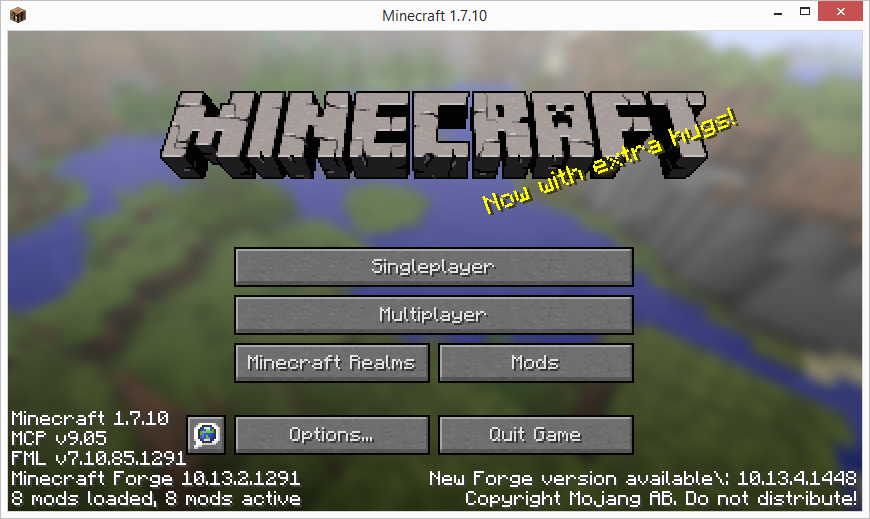 Minecraft 1.7.10
MINECRAFT
Now with extra hugs!
Singleplayer
Multiplayer
Minecraft Realms
Mods
Options...
Quit Game
Minecraft 1.7.10
MCP v9.05
FML v7.10.85.1291
Minecraft Forge 10.13.2.1291
8 mods loaded, 8 mods active
New Forge version available\: 10.13.4.1448
Copyright Mojang AB. Do not distribute!